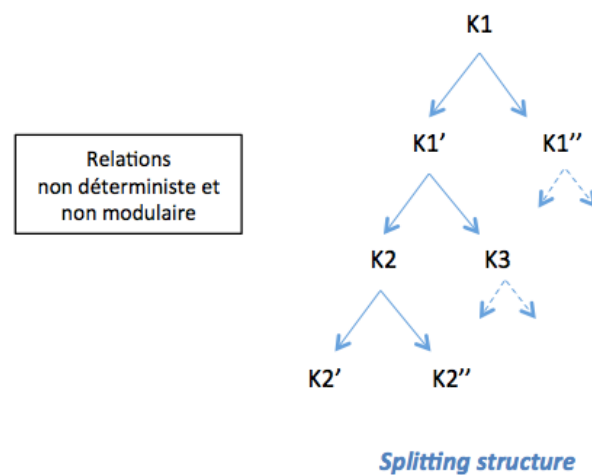 K1
K1’
K1’’
Relations
non déterministe et
non modulaire
K2
K3
K2’
K2’’
Splitting structure